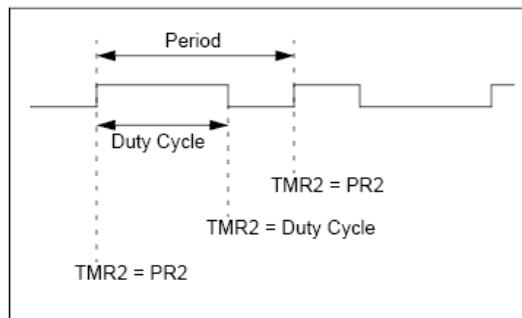 Period
Duty Cycle
TMR2 = PR2
TMR2 = Duty Cycle
TMR2 = PR2